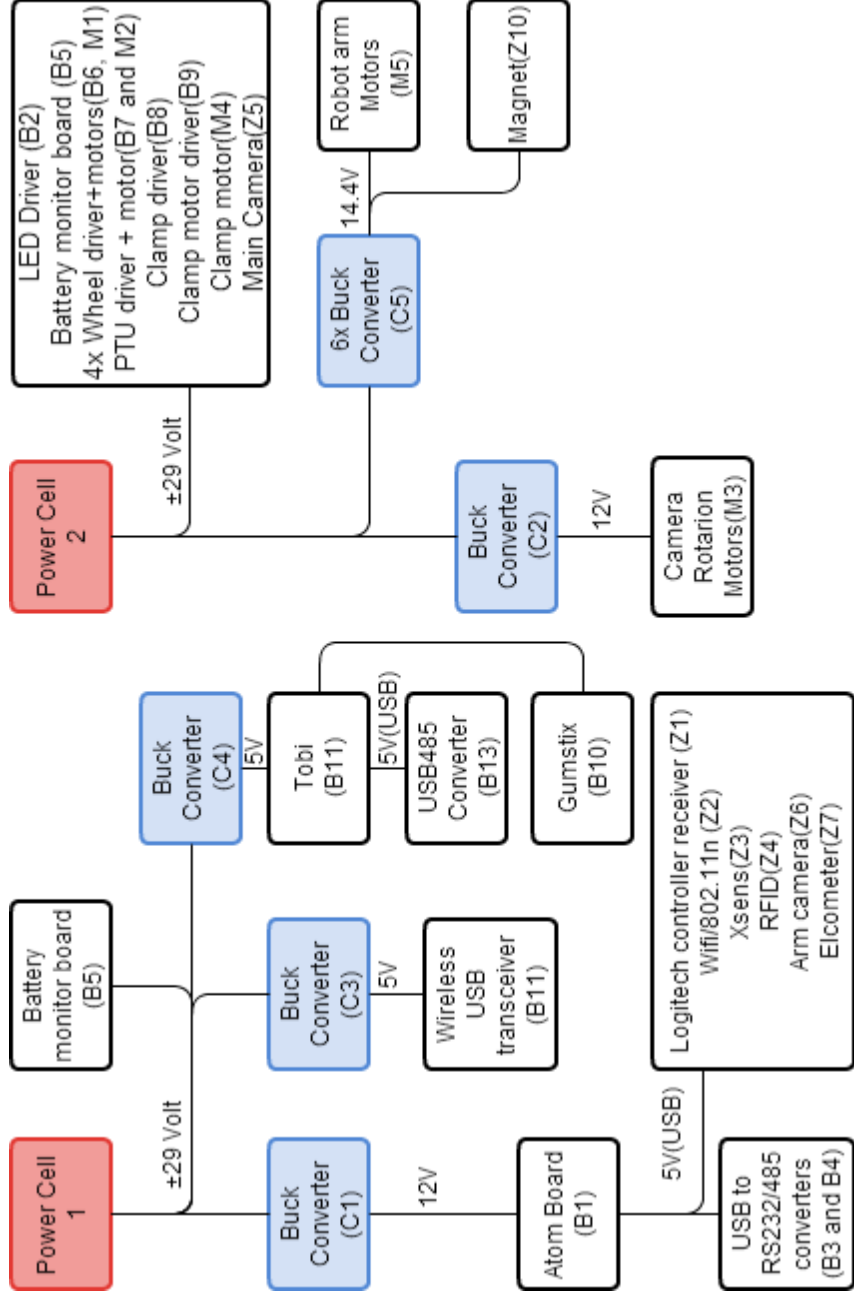 Power Cell
1
±29 Volt
Battery
monitor board
(B5)
Buck
Converter
(C1)
12V
Atom Board
(B1)
5V(USB)
USB to
RS232/485
converters
(B3 and B4)
Logitech controller receiver (Z1)
Wifi/802.11n (Z2)
Xsens(Z3)
RFID(Z4)
Arm camera(Z6)
Elcometer(Z7)
Buck
Converter
(C3)
5V
Wireless
USB
transceiver
(B11)
Buck
Converter
(C4)
5V
Tobi
(B11)
5V(USB)
USB485
Converter
(B13)
Gumstix
(B10)
Power Cell
2
±29 Volt
LED Driver (B2)
Battery monitor board (B5)
4x Wheel driver+motors(B6, M1)
PTU driver + motor(B7 and M2)
Clamp driver(B8)
Clamp motor driver(B9)
Clamp motor(M4)
Main Camera(Z5)
6x Buck
Converter
(C5)
14.4V
Robot arm
Motors
(M5)
Magnet(Z10)
Buck
Converter
(C2)
12V
Camera
Rotarion
Motors(M3)